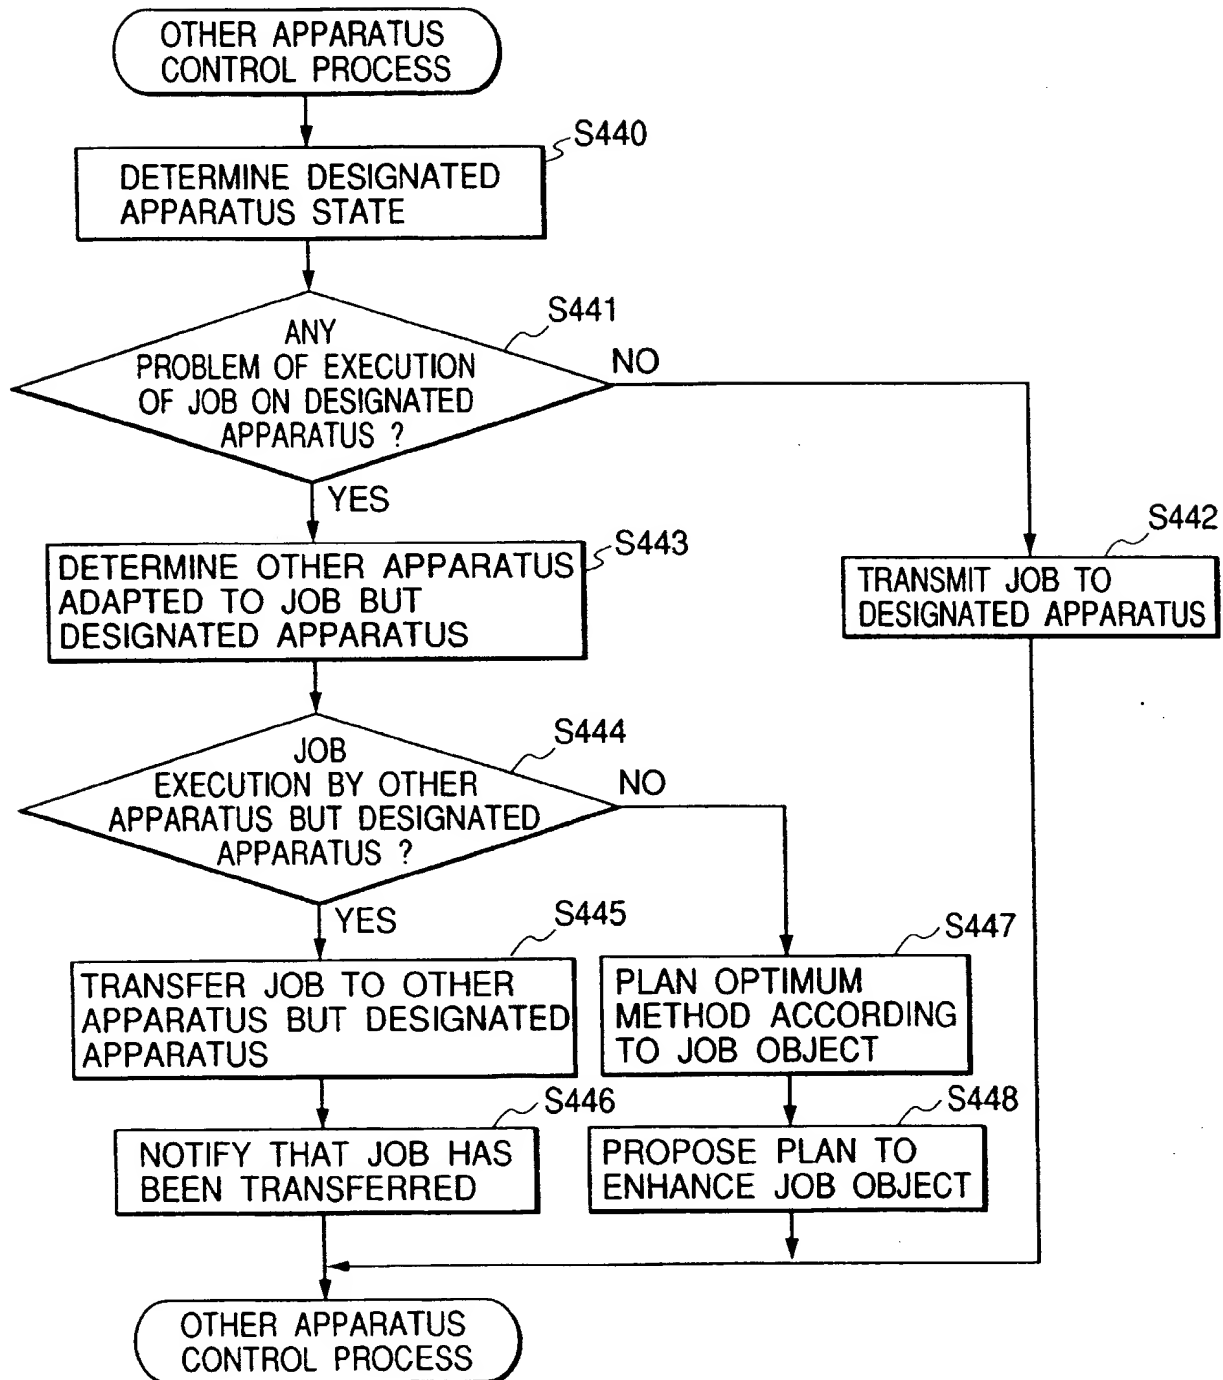 OTHER APPARATUS
CONTROL PROCESS
S440
DETERMINE DESIGNATED
APPARATUS STATE
S441
ANY
PROBLEM OF EXECUTION
OF JOB ON DESIGNATED
APPARATUS ?
NO
YES
S442
TRANSMIT JOB TO
DESIGNATED APPARATUS
S443
DETERMINE OTHER APPARATUS
ADAPTED TO JOB BUT
DESIGNATED APPARATUS
S444
JOB
EXECUTION BY OTHER
APPARATUS BUT DESIGNATED
APPARATUS ?
NO
YES
S445
TRANSFER JOB TO OTHER
APPARATUS BUT DESIGNATED
APPARATUS
S447
PLAN OPTIMUM
METHOD ACCORDING
TO JOB OBJECT
S446
NOTIFY THAT JOB HAS
BEEN TRANSFERRED
S448
PROPOSE PLAN TO
ENHANCE JOB OBJECT
OTHER APPARATUS
CONTROL PROCESS